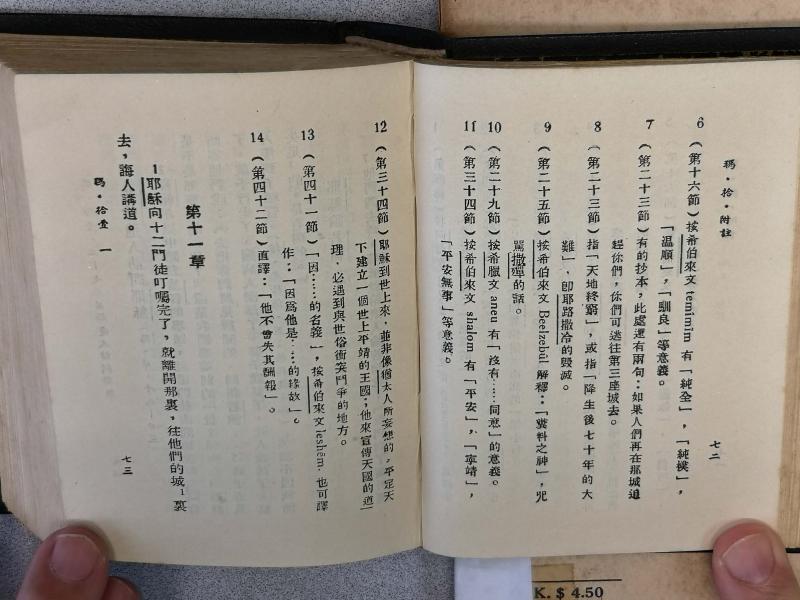 瑪・拾・附註
七二
6（第十六節）按希伯來文 temimim 有「純全」，「純樸」，
「温順」，「馴良」等意義。
7（第二十三節）有的抄本，此處還有兩句：如果人們再在那城迫
趕你們，你們可逃往第三座城去。
8（第二十三節）指「天地終窮」，或指「降生後七十年的大
難」，卽耶路撒冷的毀滅。
9（第二十五節）按希伯來文 Beelzebûl 解釋：「糞料之神」，咒
罵撒殫的話。
10（第二十九節）按希臘文 aneu 有「沒有……同意」的意義。
11（第三十四節）按希伯來文 shalom 有「平安」，「寧靖」，
「平安無事」等意義。
12（第三十四節）耶穌到世上來，並非像猶太人所妄想的，平定天
下建立一個世上平靖的王國；他來宣傳天國的道
理，必遇到與世俗衝突鬥爭的地方。
13（第四十一節）「因……的名義」，按希伯來文 leshêm. 也可譯
作：「因爲他是……的緣故」。
14（第四十二節）直譯：「他不會失其酬報」。
第十一章
1耶穌向十二門徒叮囑完了，就離開那裏，往他們的城1裏
去，誨人講道。
瑪・拾壹 一
七三
K. $ 4.50